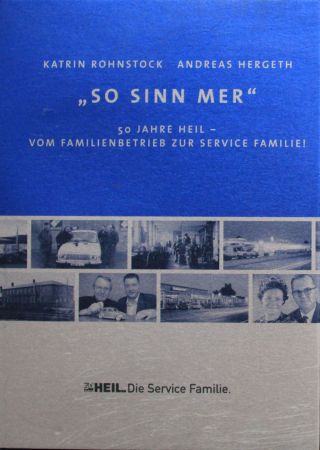 KATRIN ROHNSTOCK ANDREAS HERGETH
„SO SINN MER“
50 JAHRE HEIL –
VOM FAMILIENBETRIEB ZUR SERVICE FAMILIE!
HEIL. Die Service Familie.